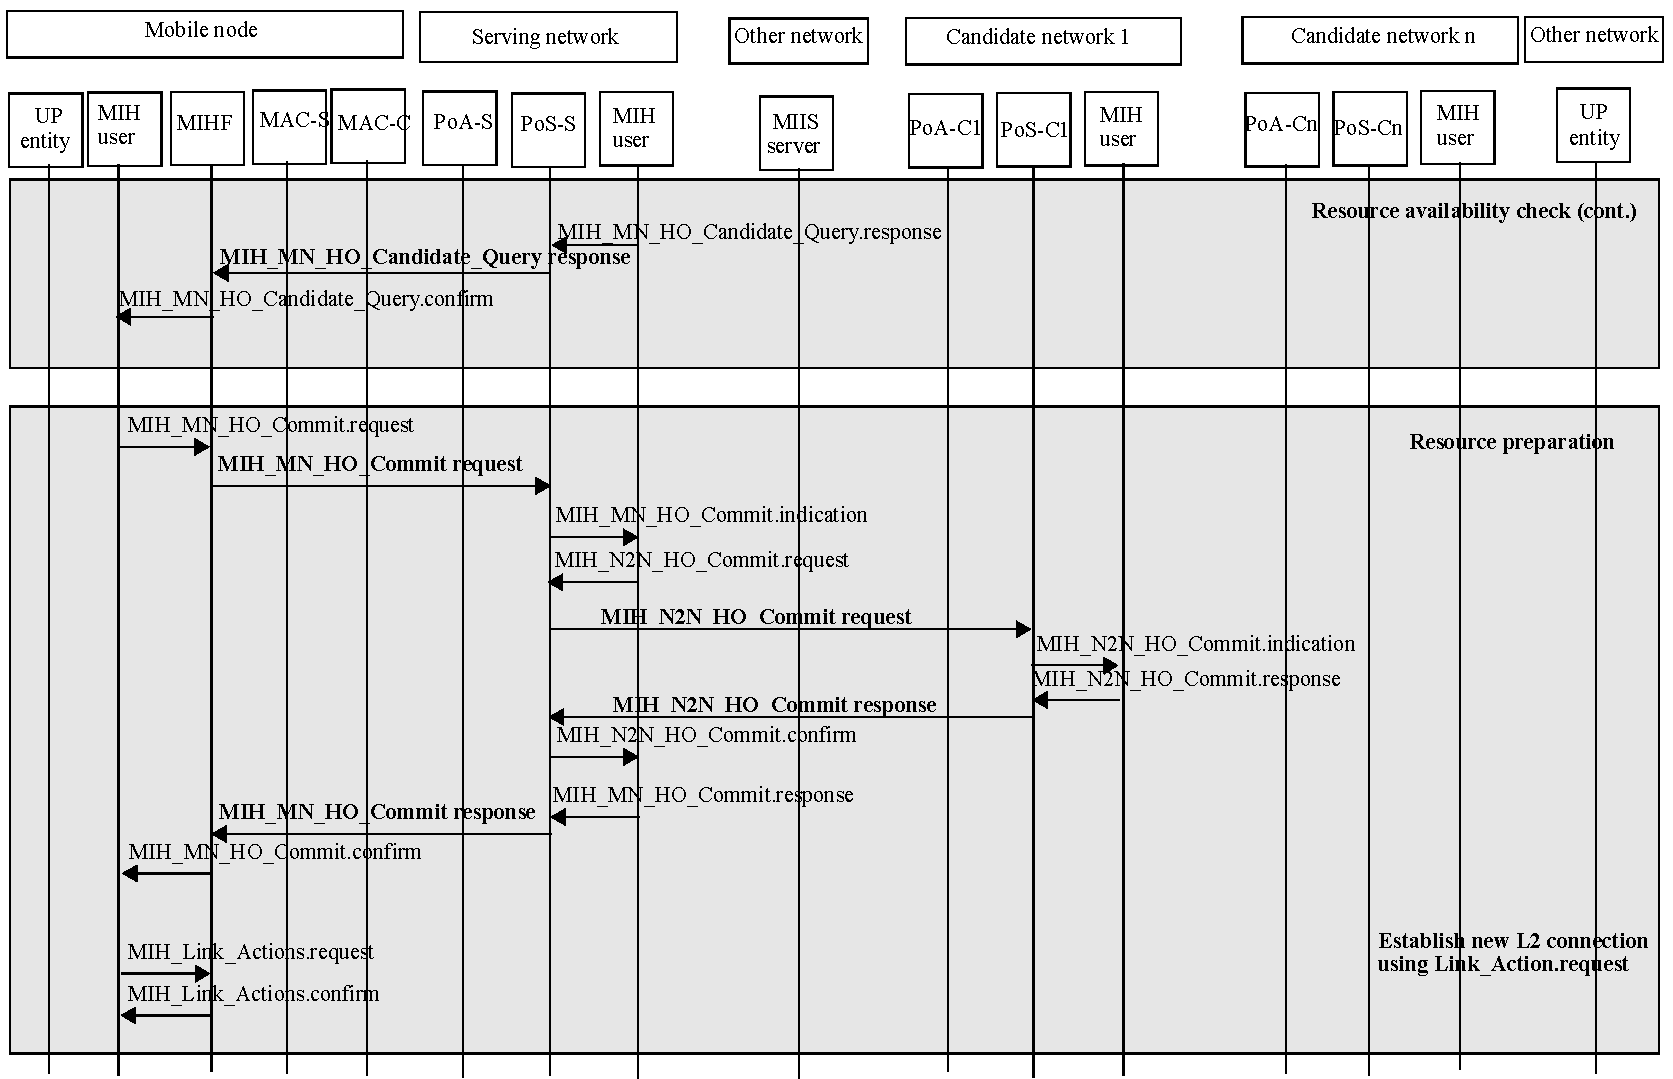 Mobile node
Serving network
Other network
Candidate network 1
Candidate network n
Other network
UP
entity
MIH
user
MIHF
MAC-S
MAC-C
PoA-S
PoS-S
MIH
user
MIIS
server
PoA-C1
PoS-C1
MIH
user
PoA-Cn
PoS-Cn
MIH
user
UP
entity
Resource availability check (cont.)
MIH_MN_HO_Candidate_Query.response
MIH_MN_HO_Candidate_Query response
MIH_MN_HO_Candidate_Query.confirm
MIH_MN_HO_Commit.request
Resource preparation
MIH_MN_HO_Commit request
MIH_MN_HO_Commit.indication
MIH_N2N_HO_Commit.request
MIH_N2N_HO_Commit request
MIH_N2N_HO_Commit.indication
MIH_N2N_HO_Commit.response
MIH_N2N_HO_Commit response
MIH_N2N_HO_Commit.confirm
MIH_MN_HO_Commit.response
MIH_MN_HO_Commit response
MIH_MN_HO_Commit.confirm
Establish new L2 connection
using Link_Action.request
MIH_Link_Actions.request
MIH_Link_Actions.confirm